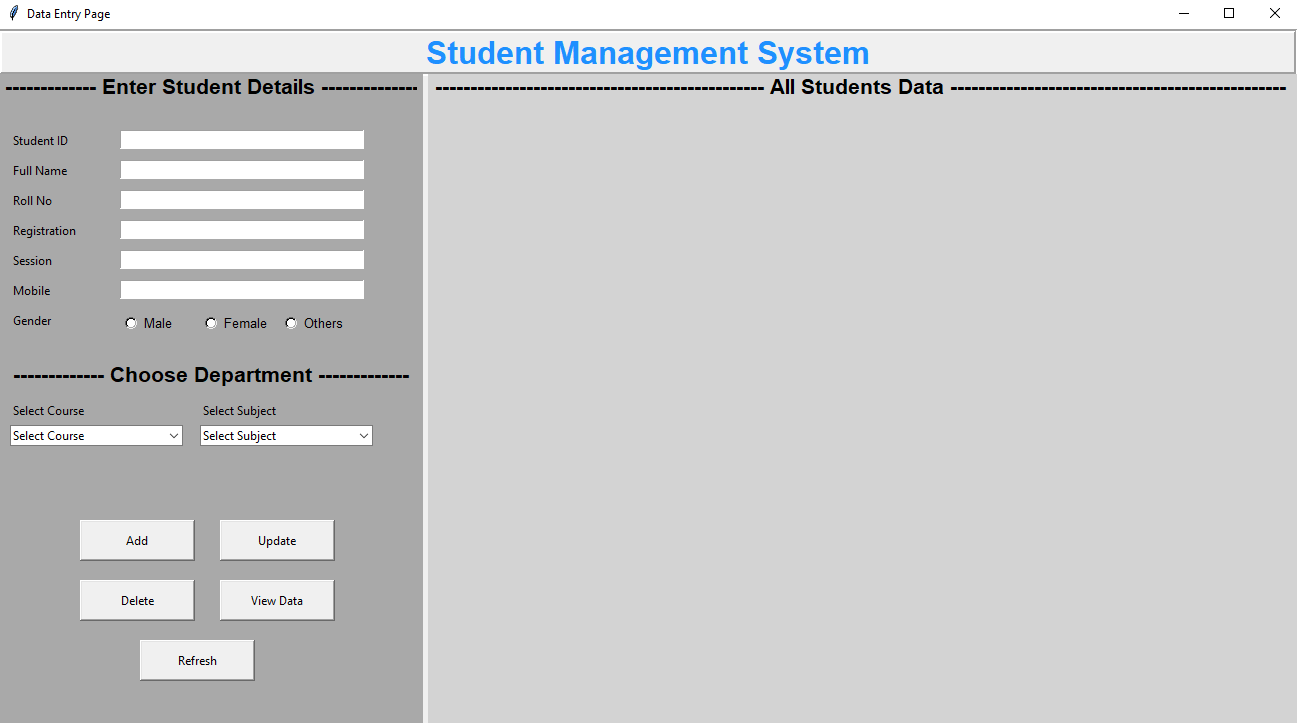 Data Entry Page
Student Management System
------------- Enter Student Details --------------
Student ID
Full Name
Roll No
Registration
Session
Mobile
Gender
Male Female Others
------------- Choose Department -------------
Select Course Select Subject
Select Course Select Subject
Add Update
Delete View Data
Refresh
----------------------------------------------- All Students Data ------------------------------------------------